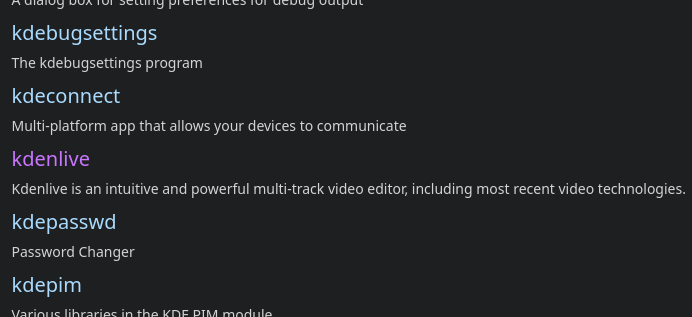 A dialog box for setting preferences for debug output
kdebugsettings
The kdebugsettings program
kdeconnect
Multi-platform app that allows your devices to communicate
kdenlive
Kdenlive is an intuitive and powerful multi-track video editor, including most recent video technologies.
kdepasswd
Password Changer
kdepim
Various libraries in the KDE PIM module